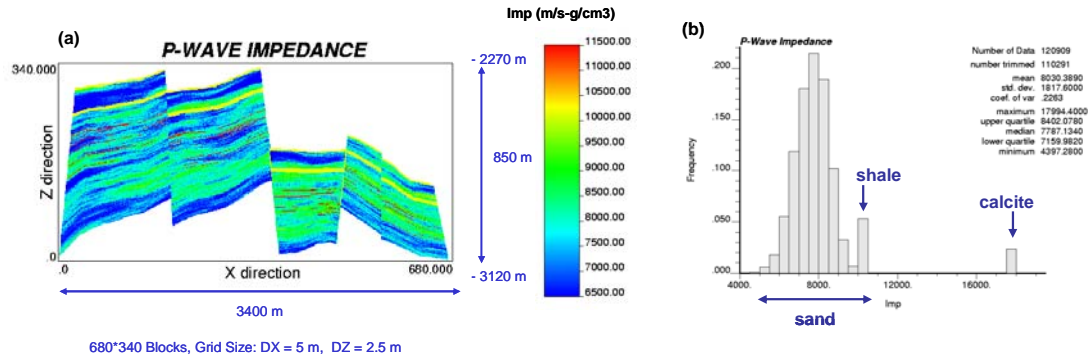 Imp (m/s-g/cm3)
(a)
P-WAVE IMPEDANCE
340.000
Z direction
.0
.0
X direction
680.000
- 2270 m
850 m
- 3120 m
3400 m
680*340 Blocks, Grid Size: DX = 5 m, DZ = 2.5 m
11500.00
11000.00
10500.00
10000.00
9500.00
9000.00
8500.00
8000.00
7500.00
7000.00
6500.00
(b)
P-Wave Impedance
Frequency
.200
.150
.100
.050
.000
4000.
8000.
12000.
16000.
Imp
Number of Data 120909
number trimmed 110291
mean 8030.3890
std. dev. 1817.6000
coef. of var .2263
maximum 17994.4000
upper quartile 8402.0780
median 7787.1340
lower quartile 7159.9820
minimum 4397.2800
shale
calcite
sand